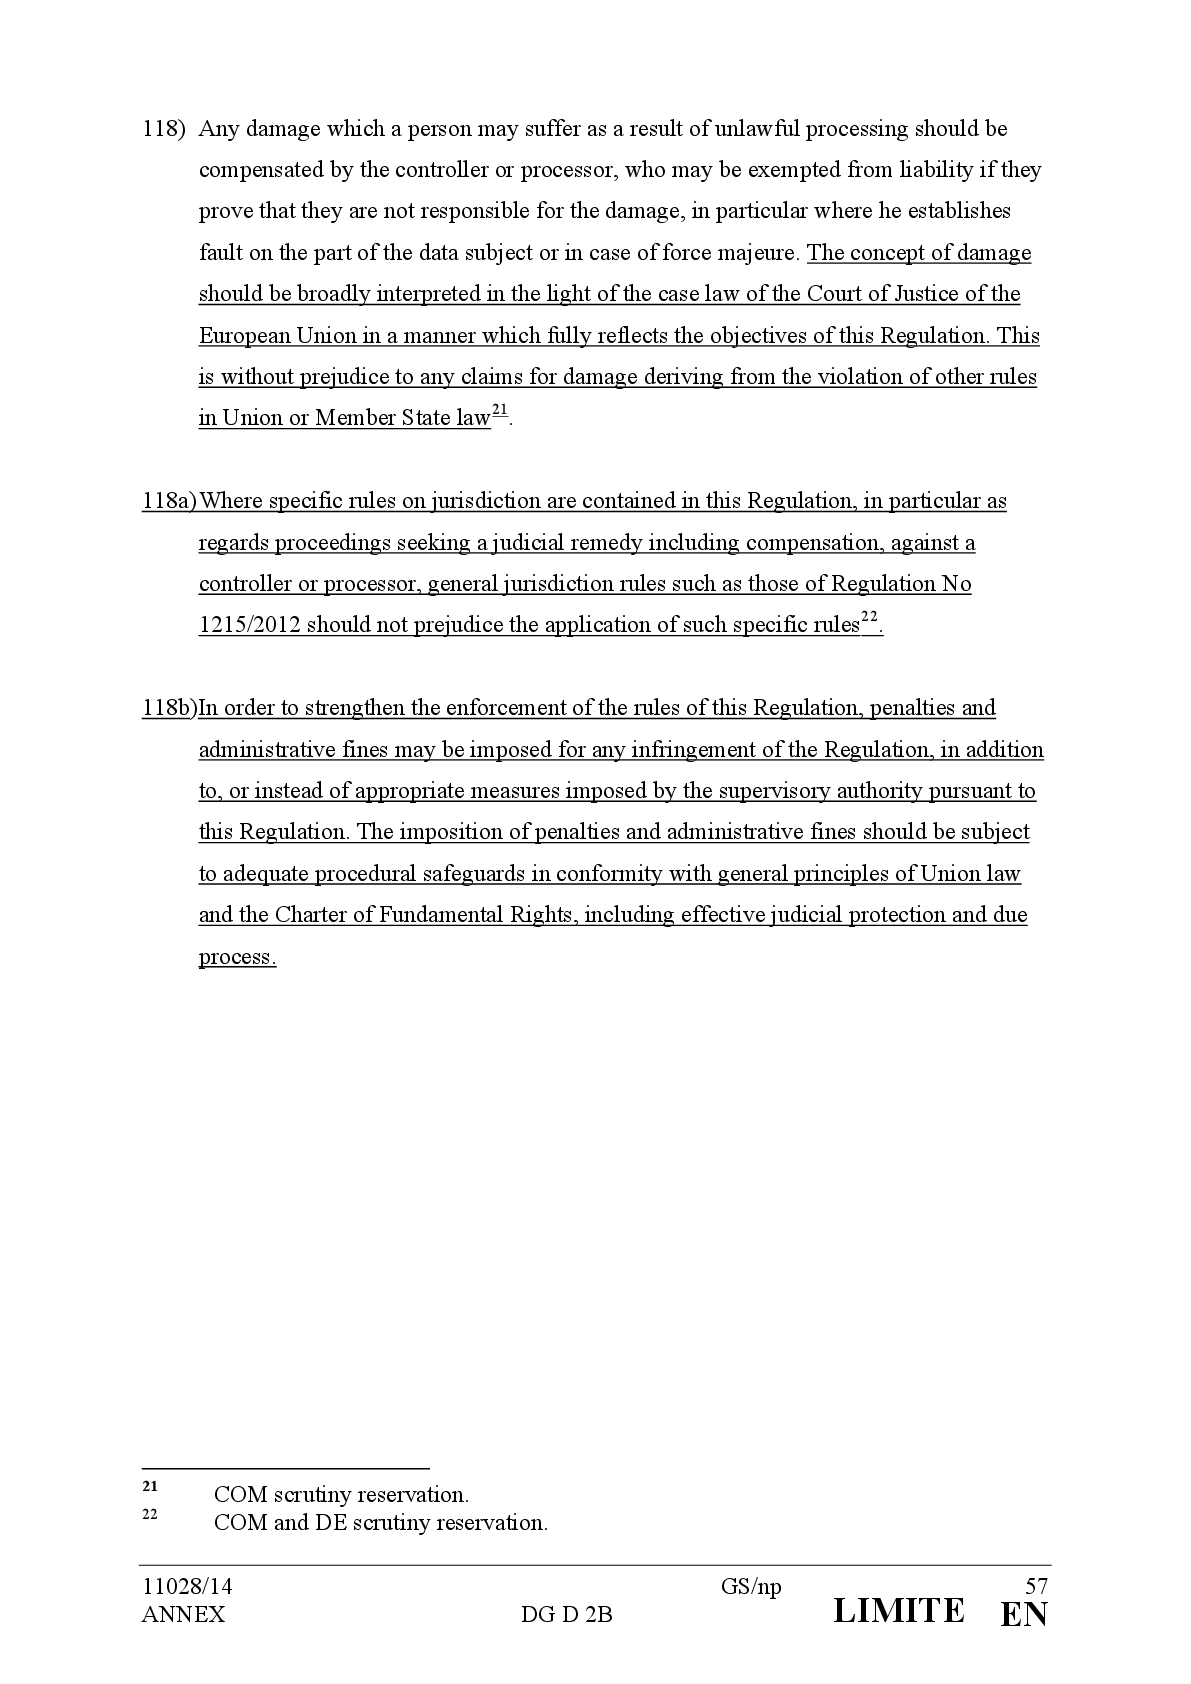 118) Any damage which a person may suffer as a result of unlawful processing should be
compensated by the controller or processor, who may be exempted from liability if they
prove that they are not responsible for the damage, in particular where he establishes
fault on the part of the data subject or in case of force majeure. The concept of damage
should be broadly interpreted in the light of the case law of the Court of Justice of the
European Union in a manner which fully reflects the objectives of this Regulation. This
is without prejudice to any claims for damage deriving from the violation of other rules
in Union or Member State law21.
118a)Where specific rules on jurisdiction are contained in this Regulation, in particular as
regards proceedings seeking a judicial remedy including compensation, against a
controller or processor, general jurisdiction rules such as those of Regulation No
1215/2012 should not prejudice the application of such specific rules22.
118b)In order to strengthen the enforcement of the rules of this Regulation, penalties and
administrative fines may be imposed for any infringement of the Regulation, in addition
to, or instead of appropriate measures imposed by the supervisory authority pursuant to
this Regulation. The imposition of penalties and administrative fines should be subject
to adequate procedural safeguards in conformity with general principles of Union law
and the Charter of Fundamental Rights, including effective judicial protection and due
process.
21 COM scrutiny reservation.
22 COM and DE scrutiny reservation.
11028/14 GS/np 57
ANNEX DG D 2B LIMITE EN